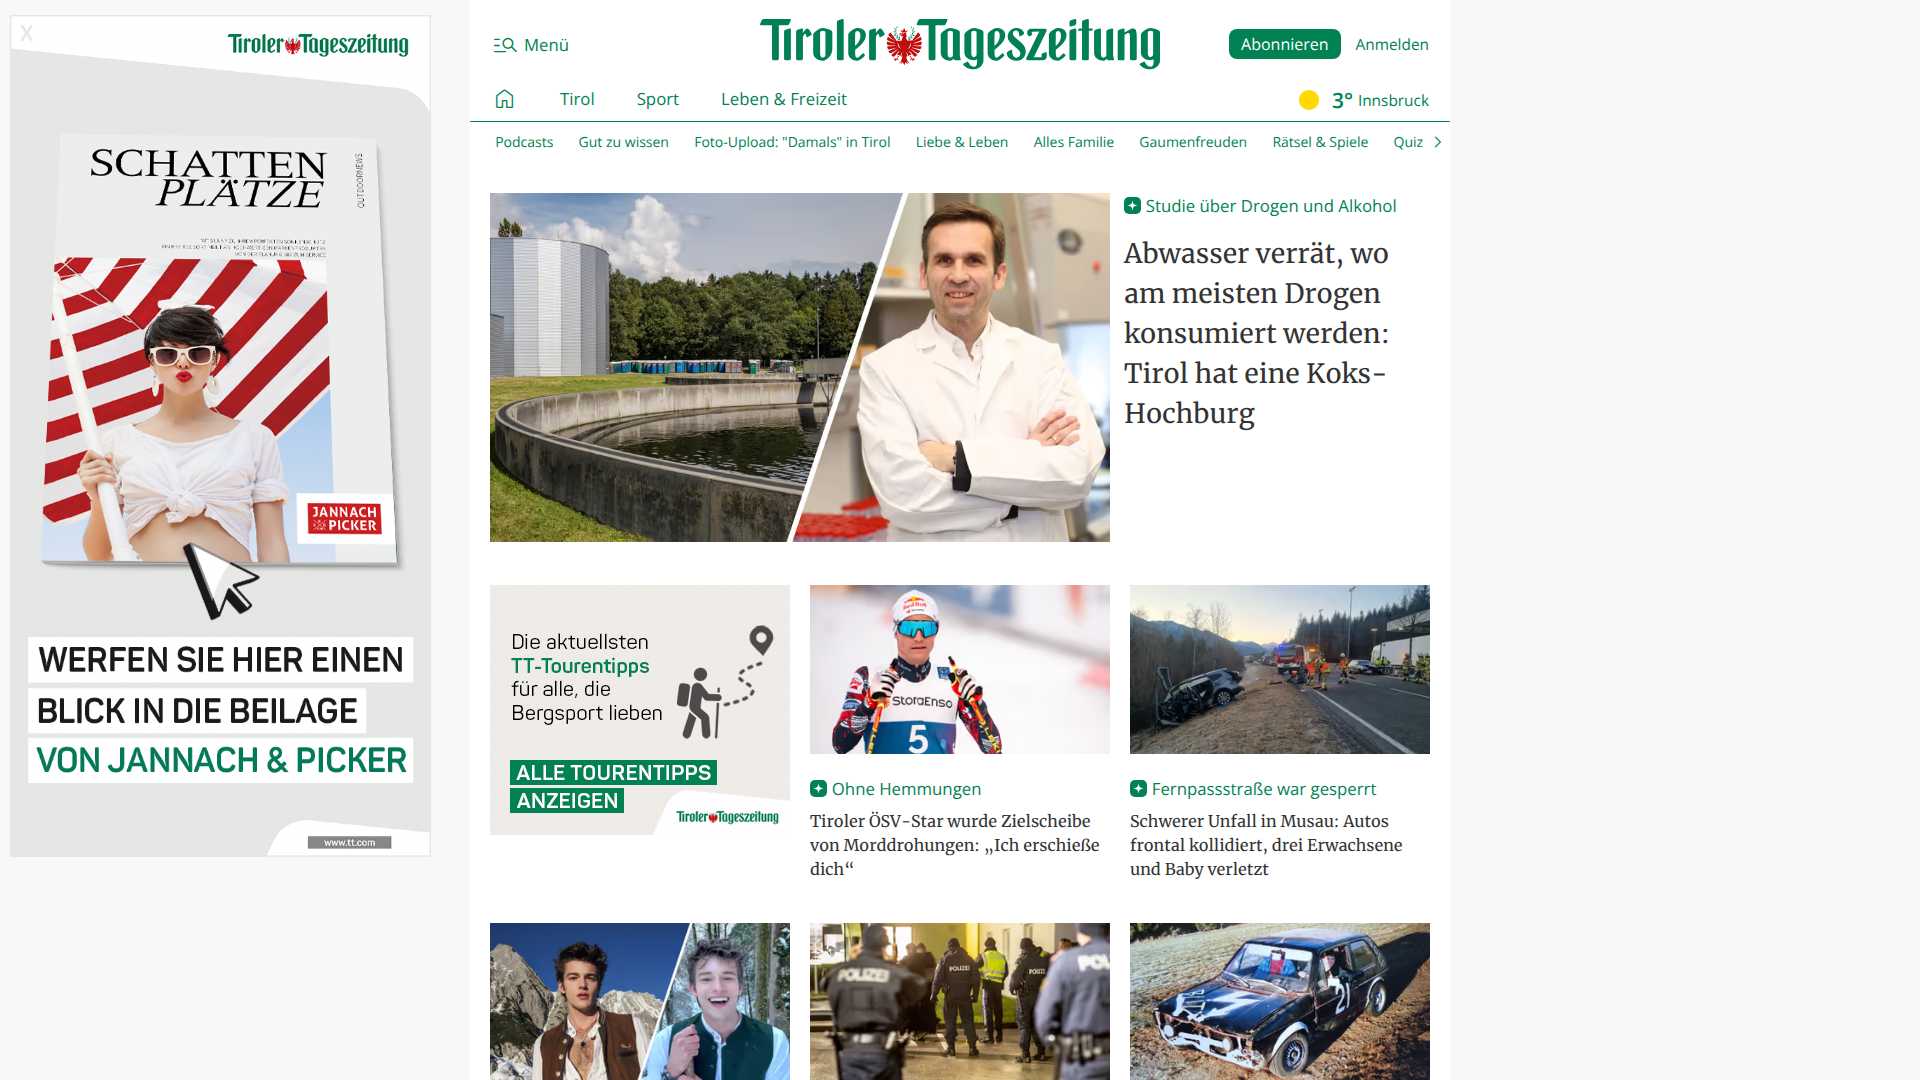 X
Tiroler Tageszeitung
SCHATTEN
PLÄTZE
OUTDOORNEWS
JANNACH
PICKER
WERFEN SIE HIER EINEN
BLICK IN DIE BEILAGE
VON JANNACH & PICKER
www.tt.com
Menü
Tiroler Tageszeitung
Abonnieren
Anmelden
Tirol
Sport
Leben & Freizeit
3° Innsbruck
Podcasts
Gut zu wissen
Foto-Upload: "Damals" in Tirol
Liebe & Leben
Alles Familie
Gaumenfreuden
Rätsel & Spiele
Quiz
Studie über Drogen und Alkohol
Abwasser verrät, wo
am meisten Drogen
konsumiert werden:
Tirol hat eine Koks-
Hochburg
Die aktuellsten
TT-Tourentipps
für alle, die
Bergsport lieben
ALLE TOURENTIPPS
ANZEIGEN
Tiroler Tageszeitung
Red Bull
StoraEnso
5
Ohne Hemmungen
Tiroler ÖSV-Star wurde Zielscheibe
von Morddrohungen: „Ich erschieße
dich“
Fernpassstraße war gesperrt
Schwerer Unfall in Musau: Autos
frontal kollidiert, drei Erwachsene
und Baby verletzt
POLIZEI
POLIZEI
POLIZEI
POL
21